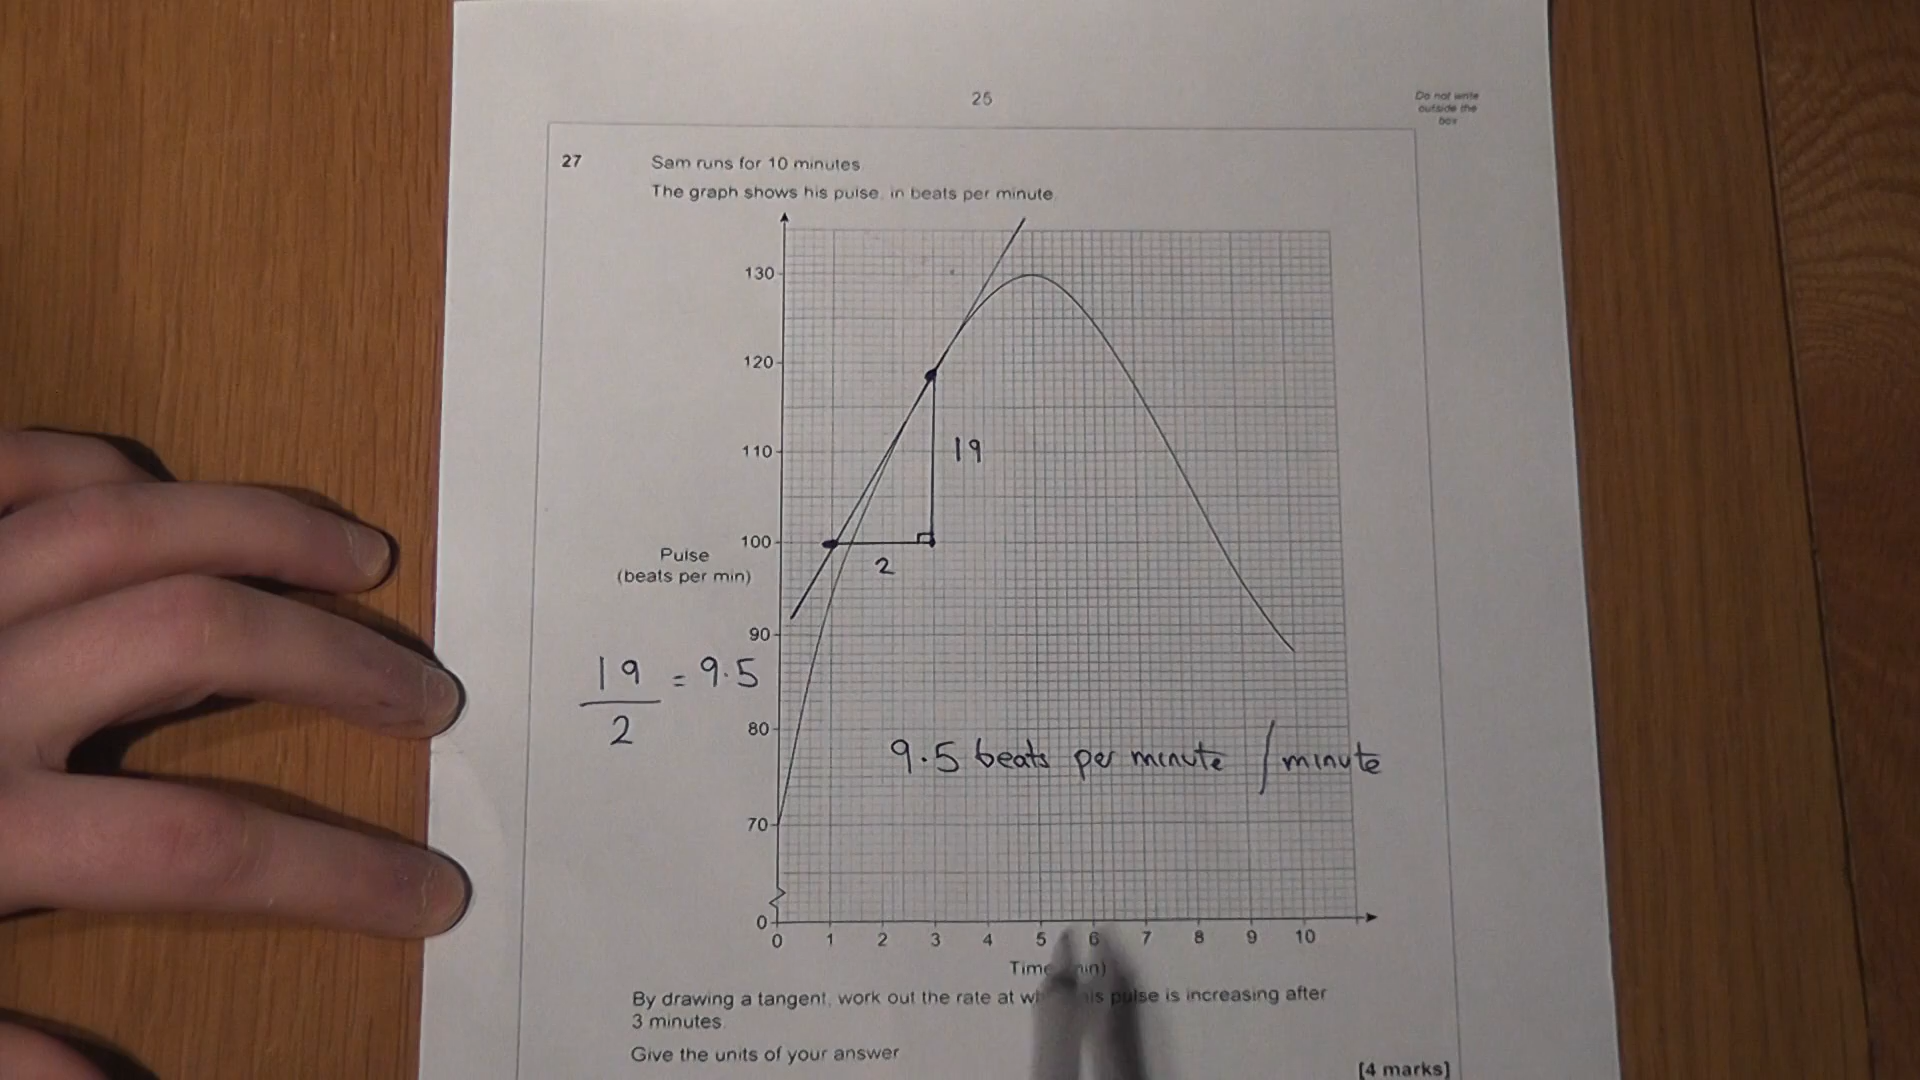 25
Do not write
outside the
box
27
Sam runs for 10 minutes
The graph shows his pulse, in beats per minute
130
120
110
19
100
Pulse
(beats per min)
2
90
19
2
= 9.5
80
9.5 beats per minute / minute
70
0
0 1 2 3 4 5 6 7 8 9 10
Time min)
By drawing a tangent, work out the rate at his pulse is increasing after
3 minutes.
Give the units of your answer
[4 marks]